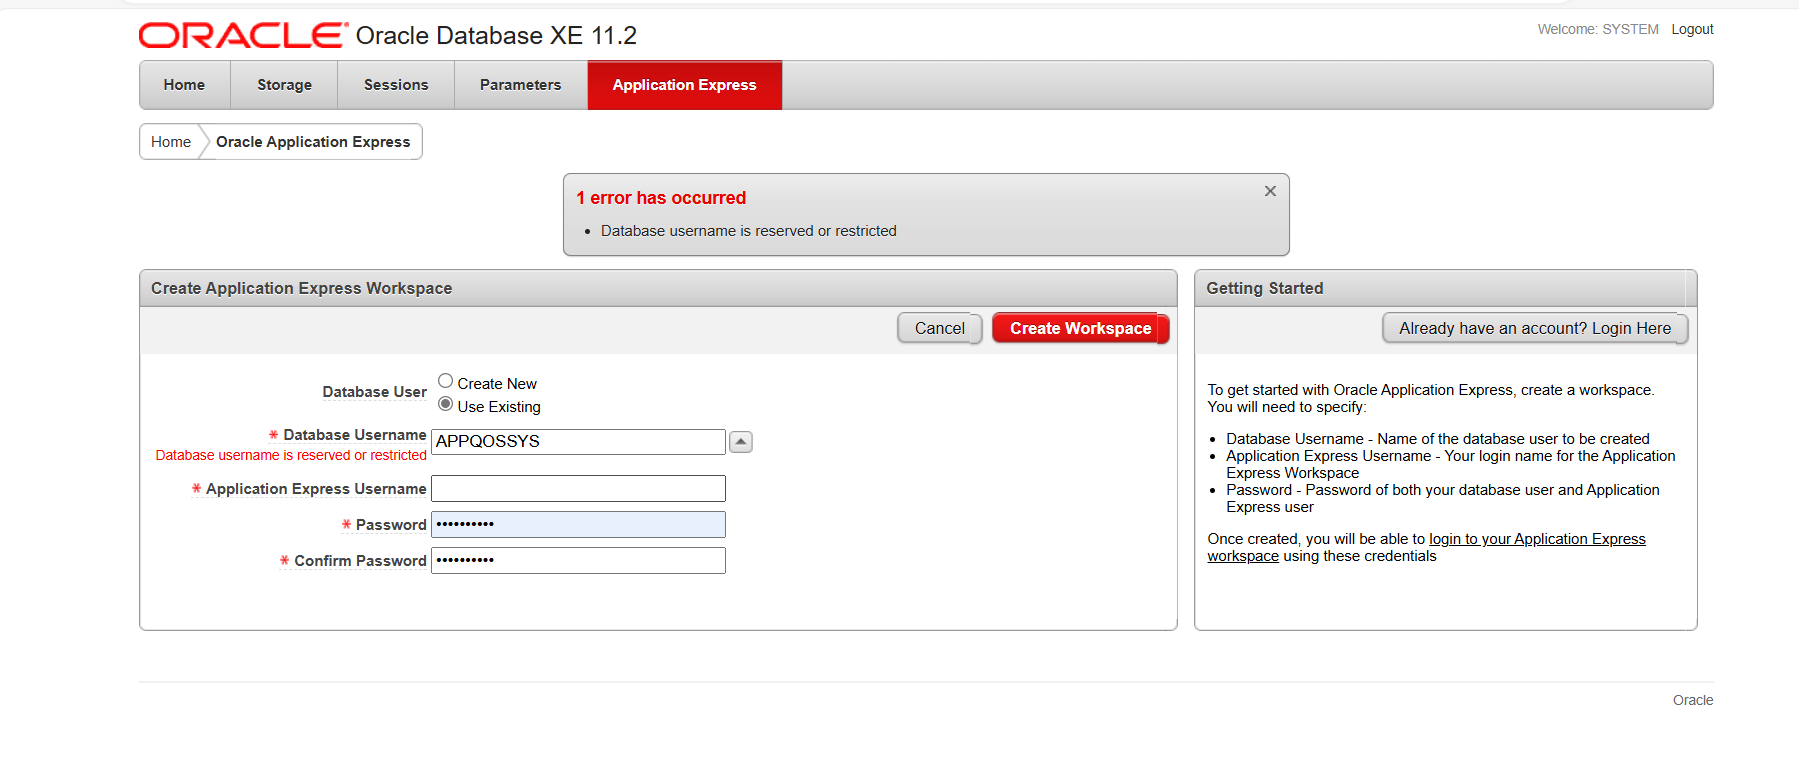 ORACLE Oracle Database XE 11.2
Welcome: SYSTEM Logout
Home Storage Sessions Parameters Application Express
Home Oracle Application Express
1 error has occurred
• Database username is reserved or restricted
Create Application Express Workspace
Cancel Create Workspace
Database User
Create New
Use Existing
* Database Username APPQOSSYS
Database username is reserved or restricted
* Application Express Username
* Password ••••••••••
* Confirm Password ••••••••••
Getting Started
Already have an account? Login Here
To get started with Oracle Application Express, create a workspace.
You will need to specify:
• Database Username - Name of the database user to be created
• Application Express Username - Your login name for the Application
Express Workspace
• Password - Password of both your database user and Application
Express user
Once created, you will be able to login to your Application Express
workspace using these credentials
Oracle